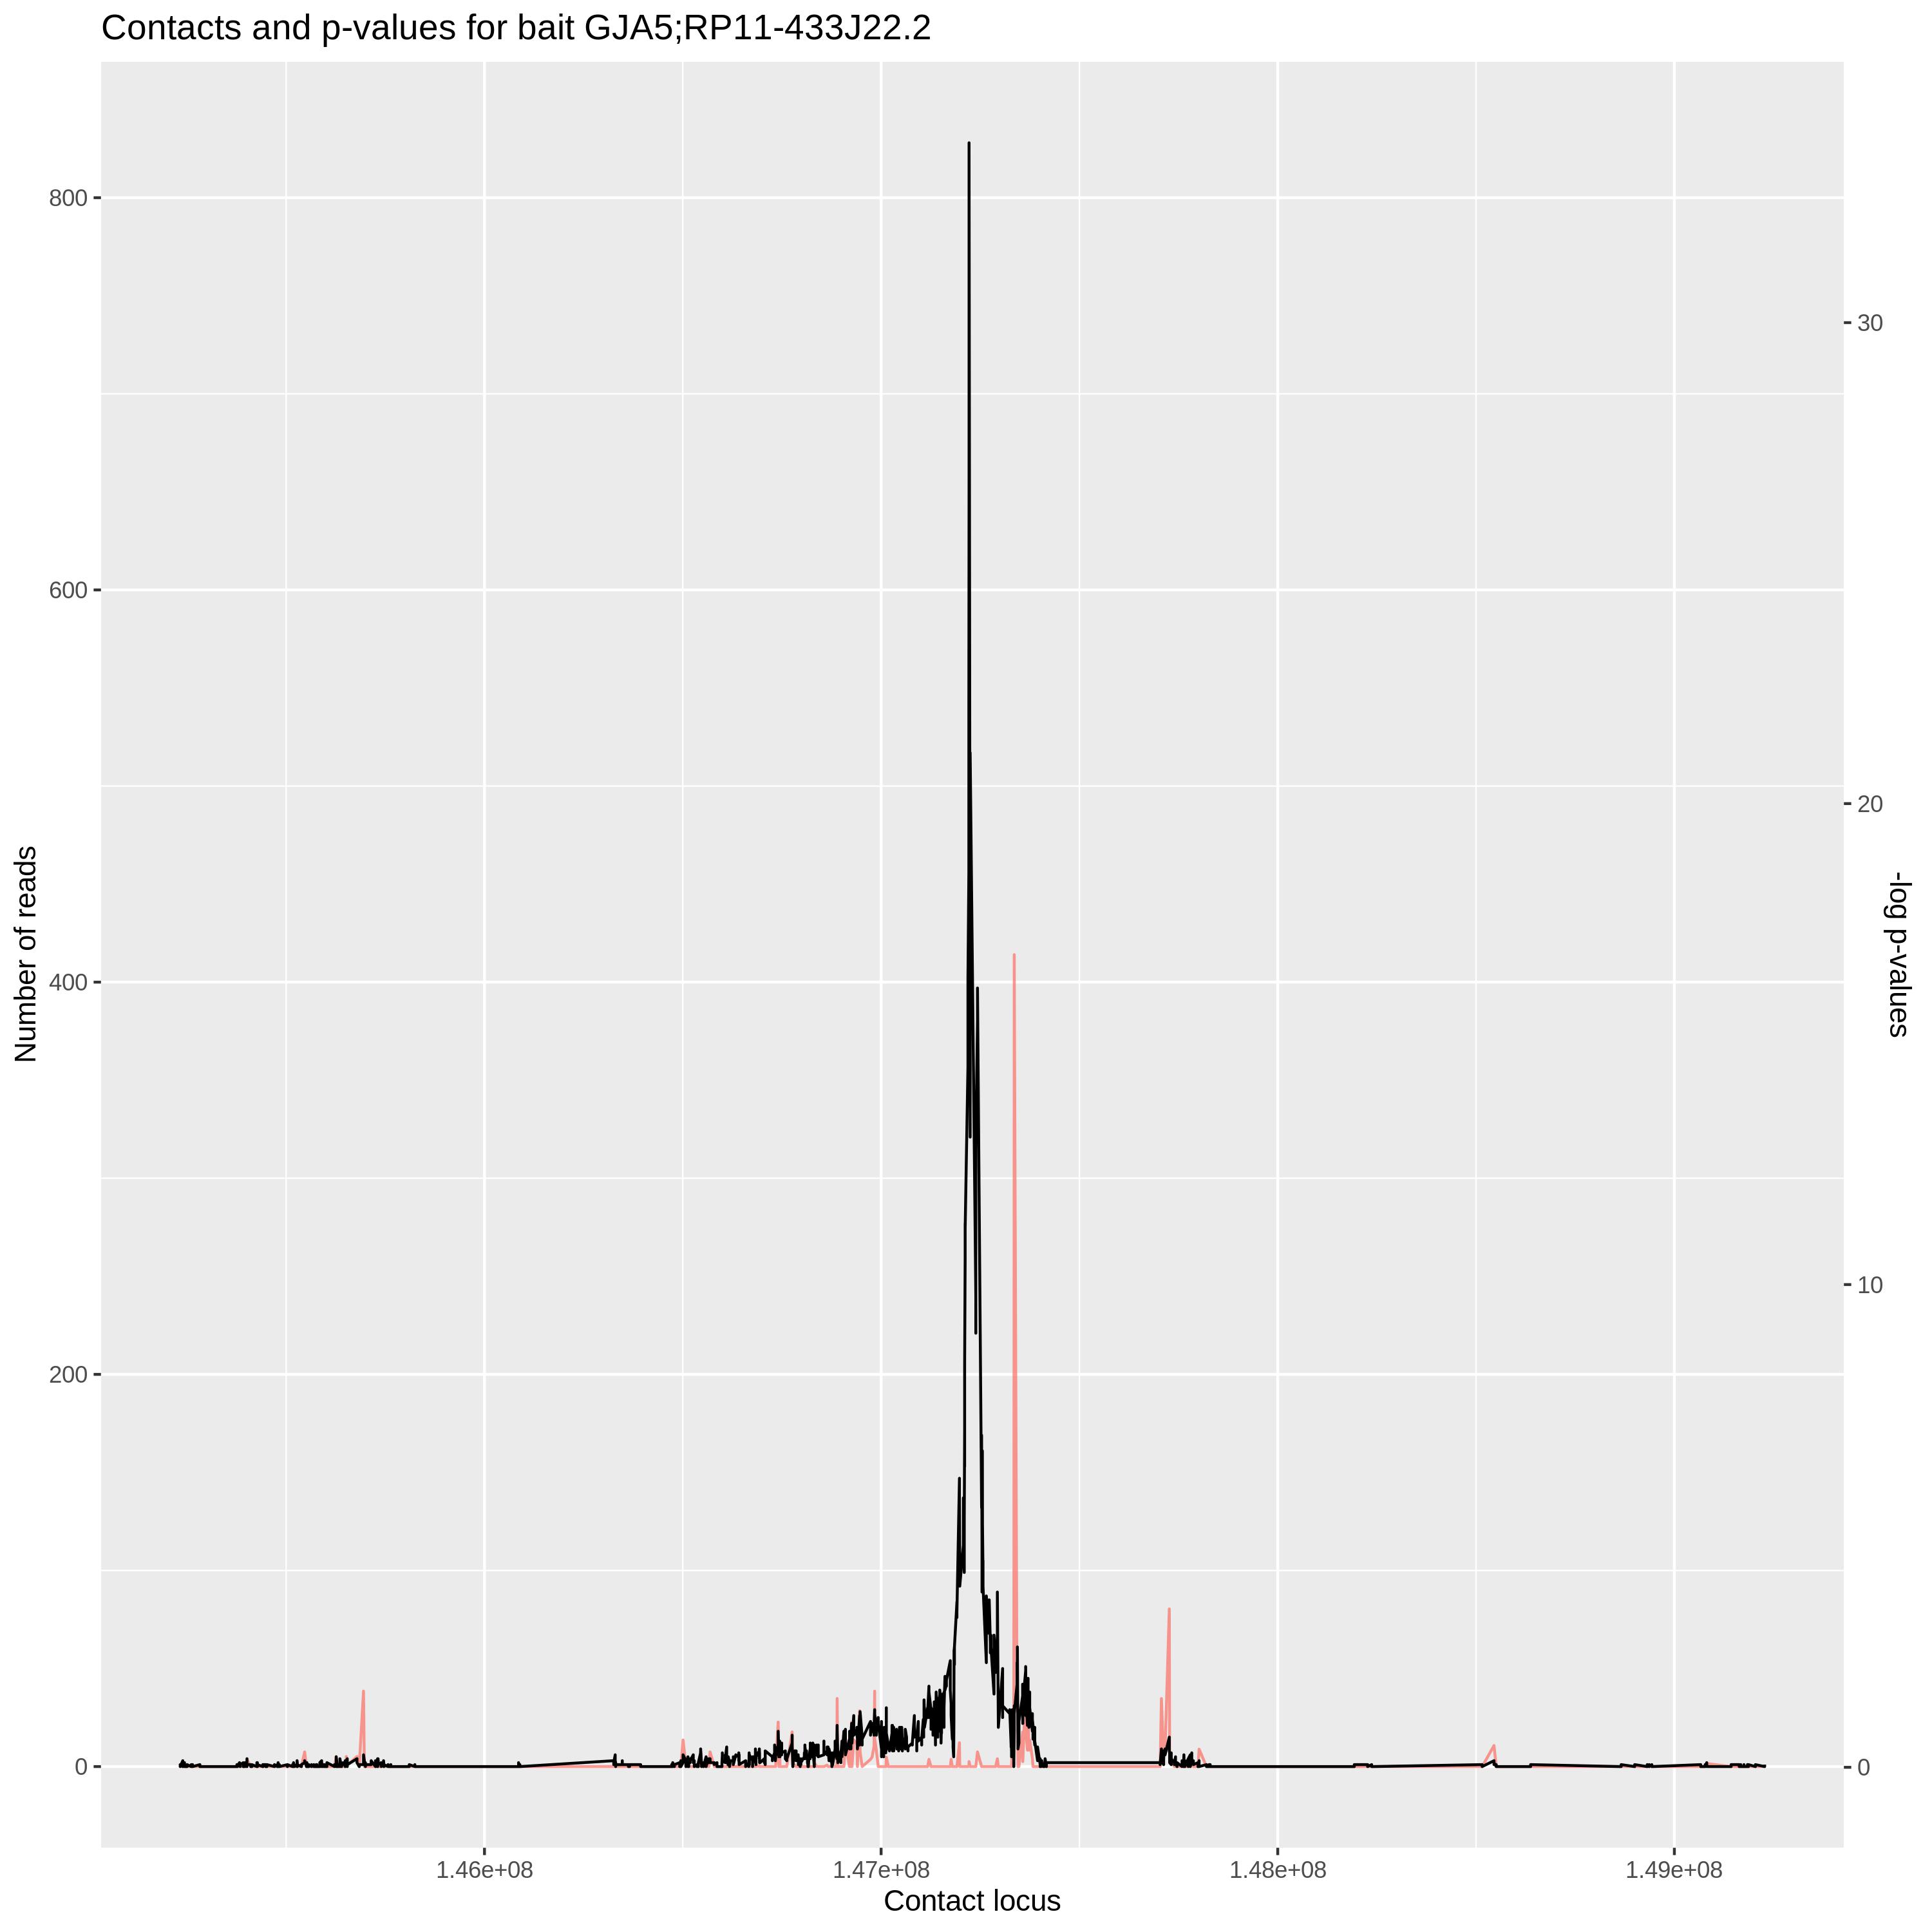 Contacts and p-values for bait GJA5;RP11-433J22.2
800
600
400
200
0
Number of reads
30
20
10
0
-log p-values
1.46e+08
1.47e+08
1.48e+08
1.49e+08
Contact locus